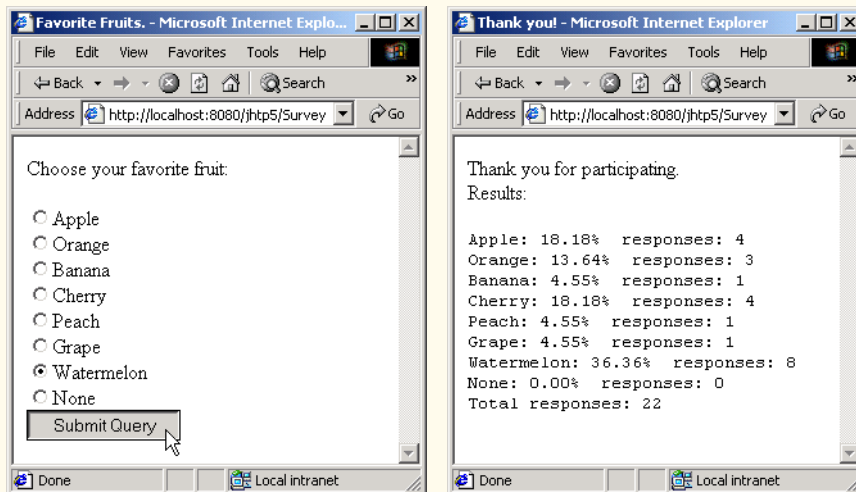 Favorite Fruits. - Microsoft Internet Explo...
File Edit View Favorites Tools Help
Back Search »
Address http://localhost:8080/jhtp5/Survey Go
Choose your favorite fruit:
Apple
Orange
Banana
Cherry
Peach
Grape
Watermelon
None
Submit Query
Done Local intranet
Thank you! - Microsoft Internet Explorer
File Edit View Favorites Tools Help
Back Search »
Address http://localhost:8080/jhtp5/Survey Go
Thank you for participating.
Results:
Apple: 18.18% responses: 4
Orange: 13.64% responses: 3
Banana: 4.55% responses: 1
Cherry: 18.18% responses: 4
Peach: 4.55% responses: 1
Grape: 4.55% responses: 1
Watermelon: 36.36% responses: 8
None: 0.00% responses: 0
Total responses: 22
Done Local intranet